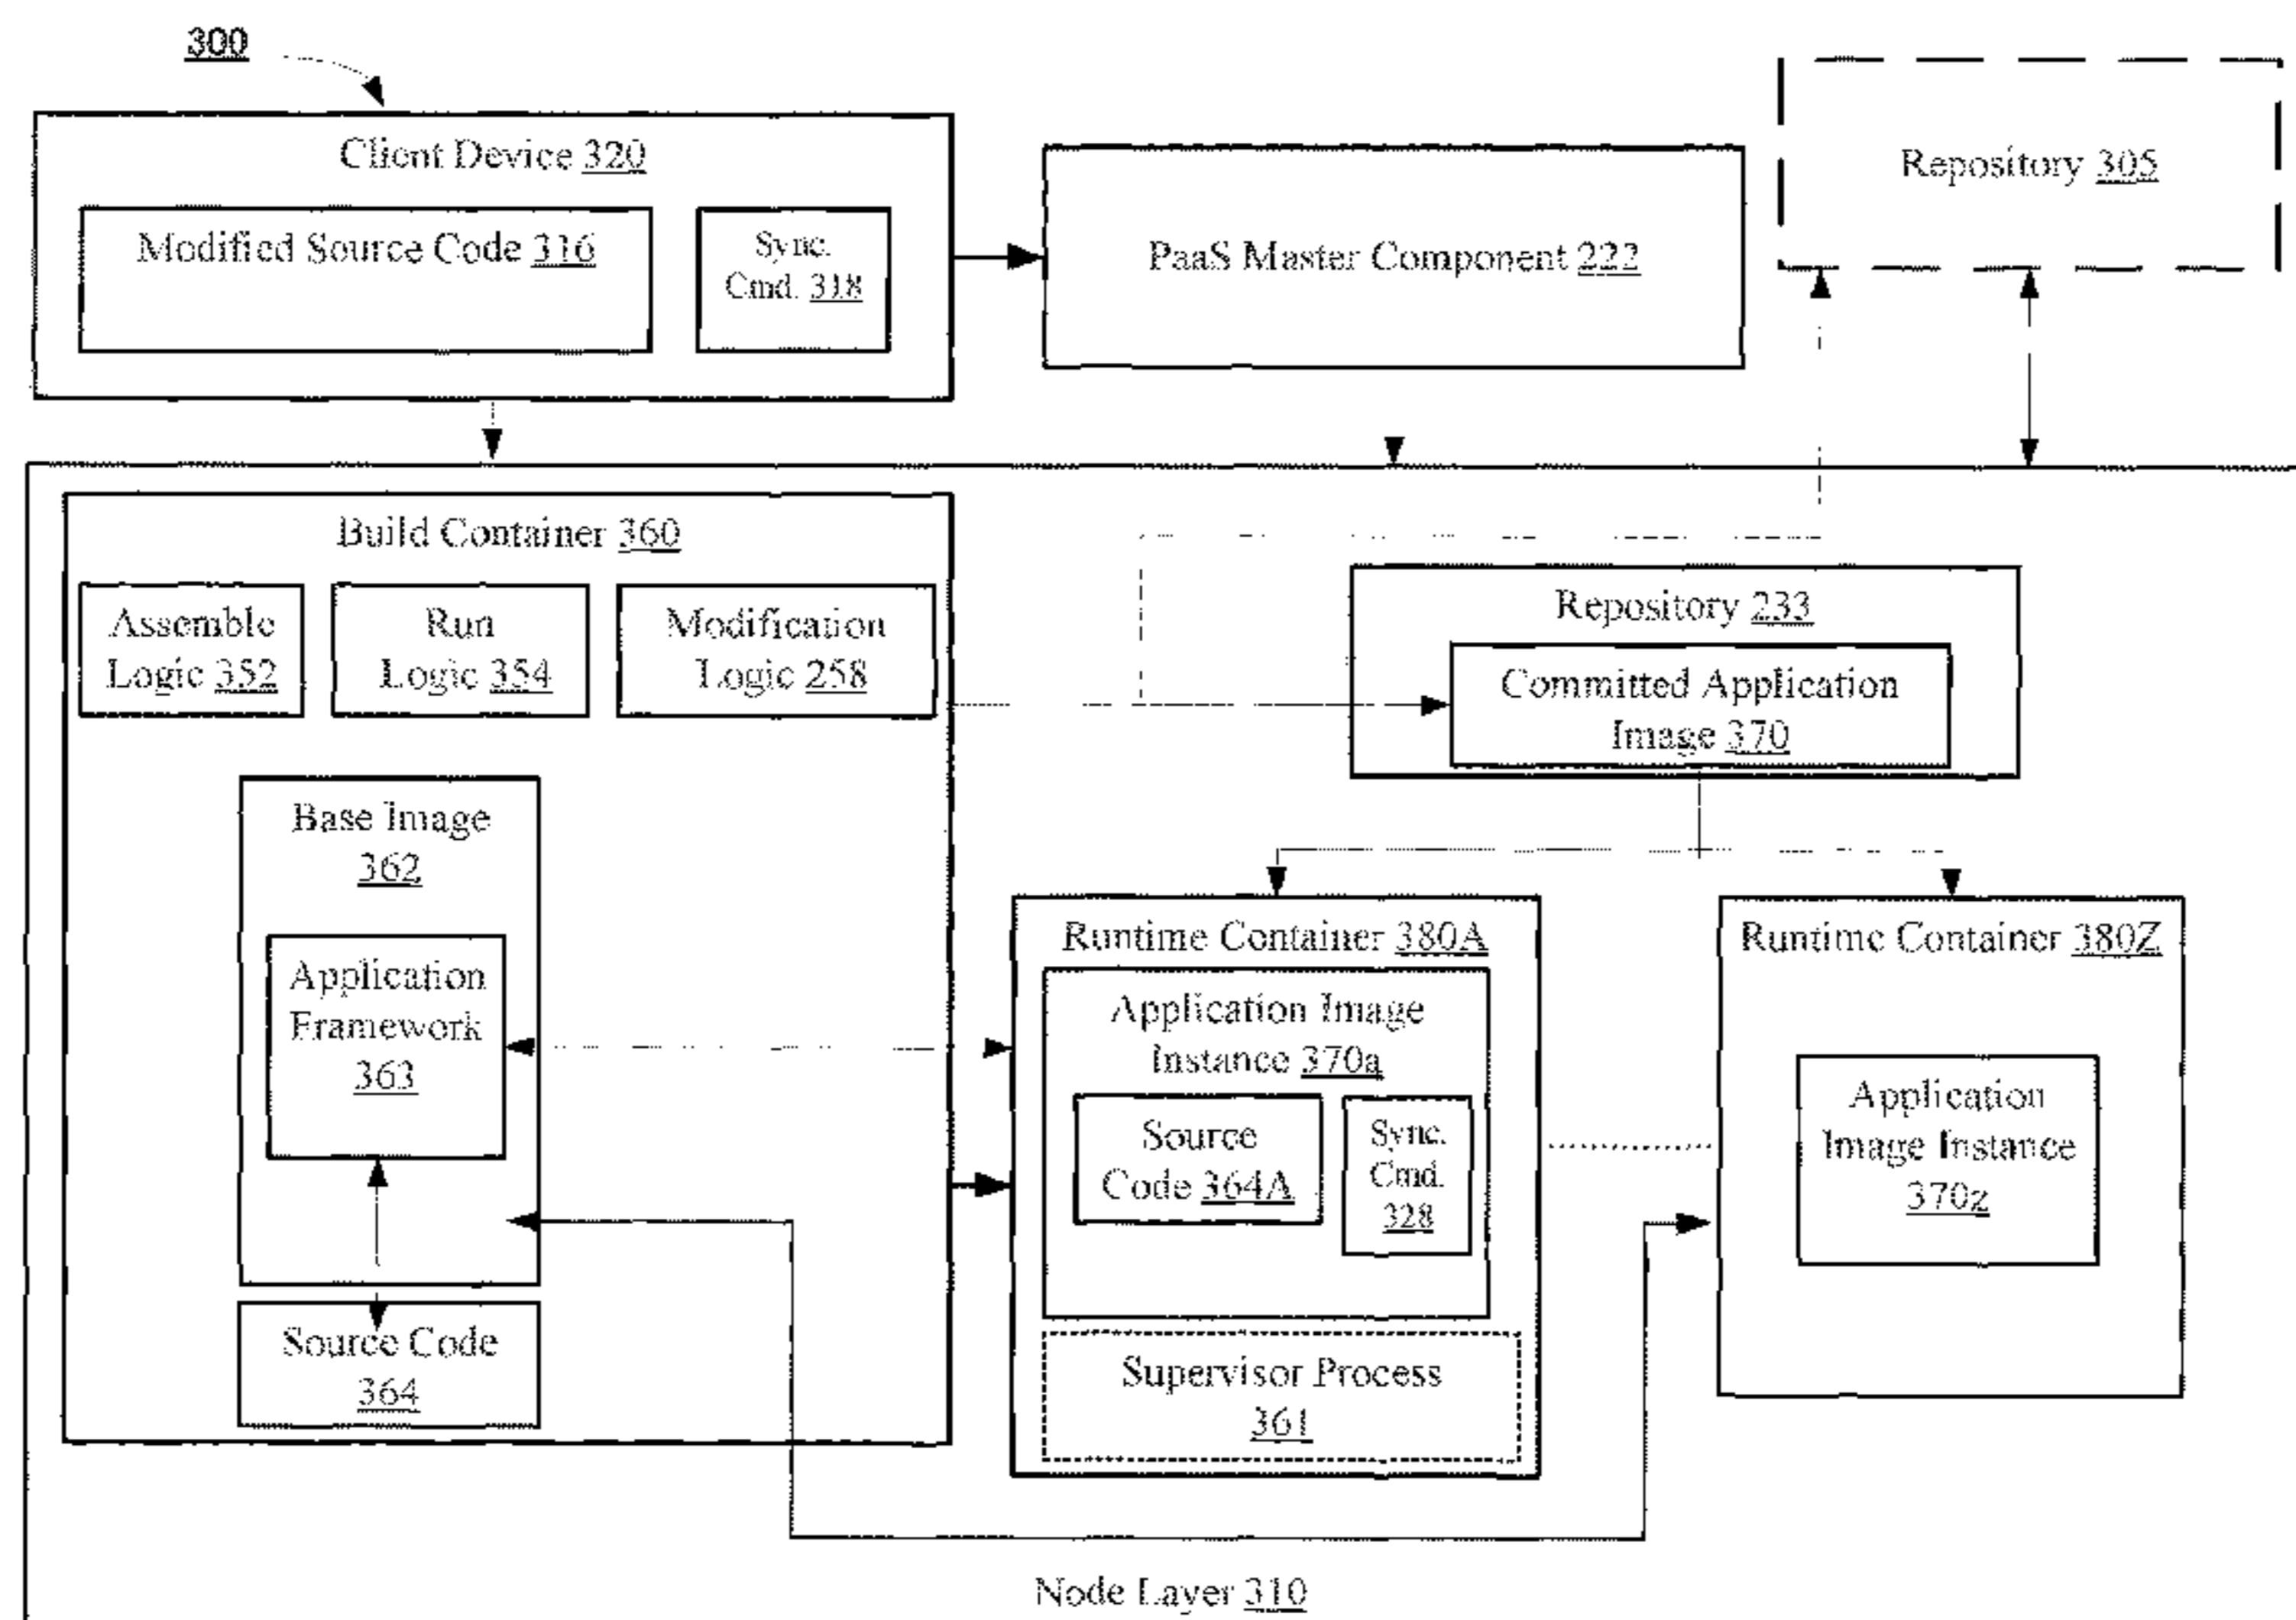 300
Client Device 320
Modified Source Code 316
Sync.
Cmd. 318
PaaS Master Component 222
Repository 305
Build Container 360
Assemble
Logic 352
Run
Logic 354
Modification
Logic 258
Repository 233
Committed Application
Image 370
Base Image
362
Application
Framework
363
Source Code
364
Runtime Container 380A
Application Image
Instance 370a
Source
Code 364A
Sync.
Cmd.
328
Supervisor Process
361
Runtime Container 380Z
Application
Image Instance
370z
Node Layer 310